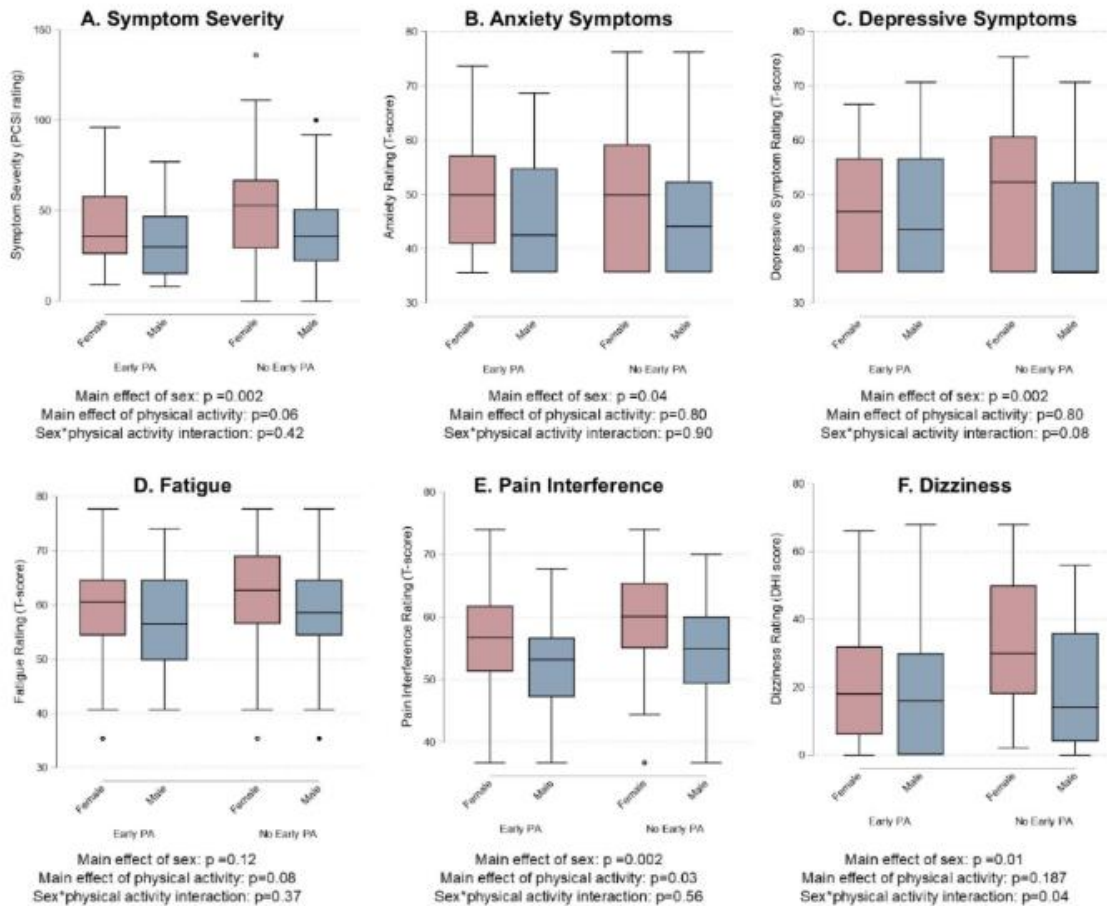 A. Symptom Severity
Symptom Severity (PCSI rating)
150
100
50
0
Female
Male
Female
Male
Early PA
No Early PA
Main effect of sex: p =0.002
Main effect of physical activity: p=0.06
Sex*physical activity interaction: p=0.42
B. Anxiety Symptoms
Anxiety Rating (T-score)
80
70
60
50
40
30
Female
Male
Female
Male
Early PA
No Early PA
Main effect of sex: p =0.04
Main effect of physical activity: p=0.80
Sex*physical activity interaction: p=0.90
C. Depressive Symptoms
Depressive Symptom Rating (T-score)
80
70
60
50
40
30
Female
Male
Female
Male
Early PA
No Early PA
Main effect of sex: p =0.002
Main effect of physical activity: p=0.80
Sex*physical activity interaction: p=0.08
D. Fatigue
Fatigue Rating (T-score)
80
70
60
50
40
30
Female
Male
Female
Male
Early PA
No Early PA
Main effect of sex: p =0.12
Main effect of physical activity: p=0.08
Sex*physical activity interaction: p=0.37
E. Pain Interference
Pain Interference Rating (T-score)
80
70
60
50
40
Female
Male
Female
Male
Early PA
No Early PA
Main effect of sex: p =0.002
Main effect of physical activity: p=0.03
Sex*physical activity interaction: p=0.56
F. Dizziness
Dizziness Rating (DHI score)
80
60
40
20
0
Female
Male
Female
Male
Early PA
No Early PA
Main effect of sex: p =0.01
Main effect of physical activity: p=0.187
Sex*physical activity interaction: p=0.04